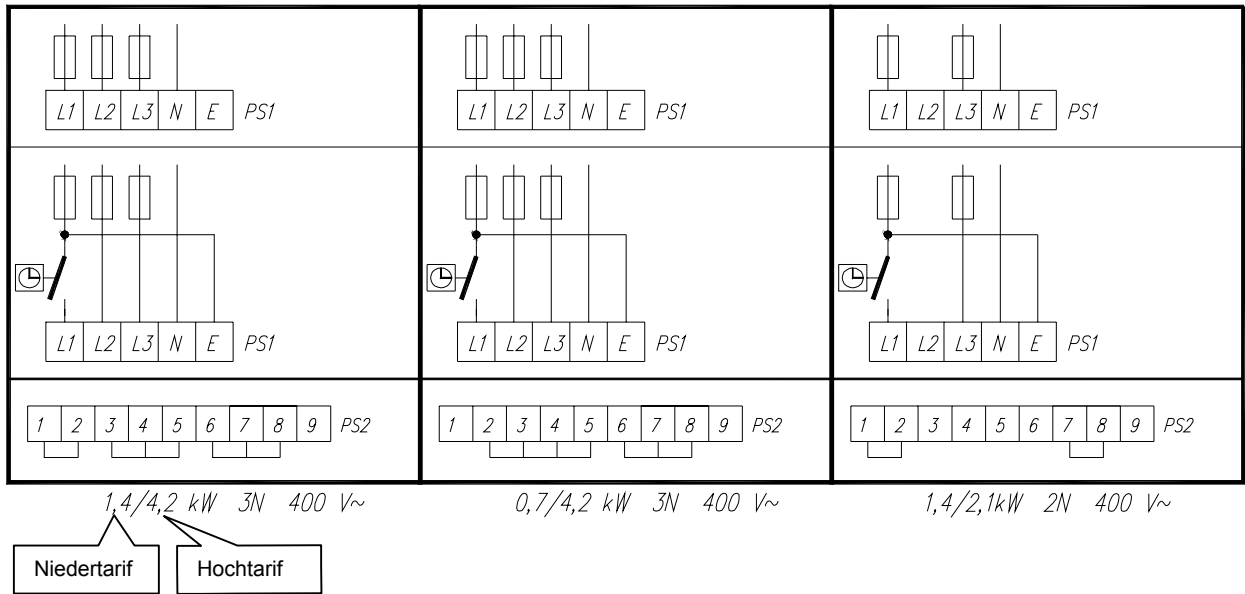 L1 L2 L3 N E PS1
L1 L2 L3 N E PS1
L1 L2 L3 N E PS1
L1 L2 L3 N E PS1
L1 L2 L3 N E PS1
L1 L2 L3 N E PS1
1 2 3 4 5 6 7 8 9 PS2
1 2 3 4 5 6 7 8 9 PS2
1 2 3 4 5 6 7 8 9 PS2
1,4/4,2 kW 3N 400 V~
0,7/4,2 kW 3N 400 V~
1,4/2,1kW 2N 400 V~
Niedertarif
Hochtarif